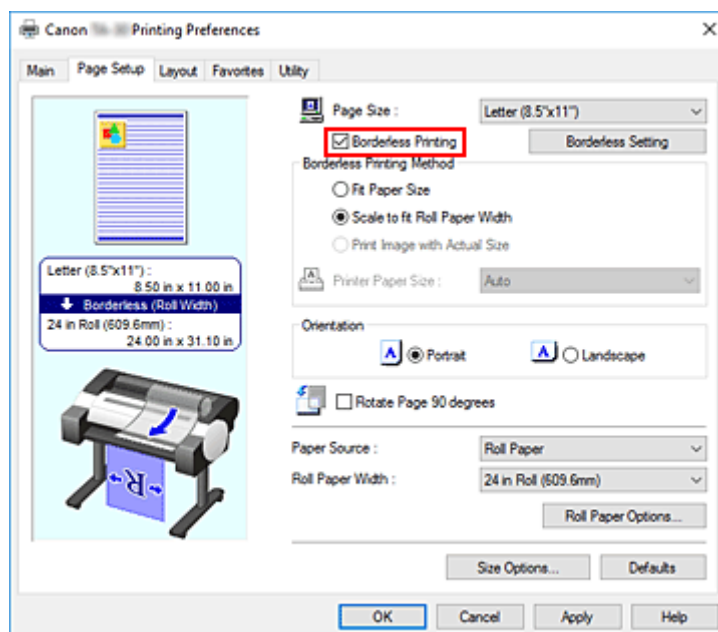 Canon Printing Preferences
Main Page Setup Layout Favorites Utility
Page Size : Letter (8.5"x11")
Borderless Printing Borderless Setting
Borderless Printing Method
Fit Paper Size
Scale to fit Roll Paper Width
Print Image with Actual Size
Printer Paper Size : Auto
Letter (8.5"x11") :
8.50 in x 11.00 in
Borderless (Roll Width)
24 in Roll (609.6mm) :
24.00 in x 31.10 in
Orientation
A Portrait A Landscape
Rotate Page 90 degrees
Paper Source : Roll Paper
Roll Paper Width : 24 in Roll (609.6mm)
Roll Paper Options...
R
Size Options... Defaults
OK Cancel Apply Help